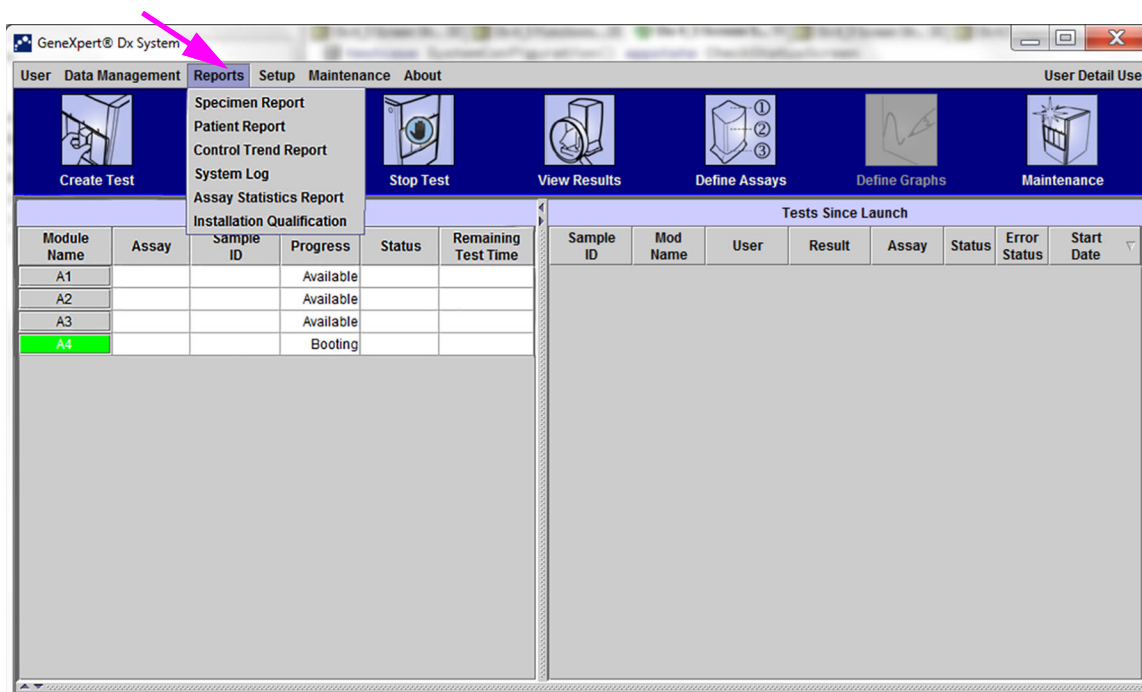 GeneXpert® Dx System
User Data Management Reports Setup Maintenance About User Detail Use
Specimen Report
Patient Report
Control Trend Report
System Log
Assay Statistics Report
Installation Qualification
Create Test Stop Test View Results Define Assays Define Graphs Maintenance
① ② ③
Tests Since Launch
Module Name Assay Sample ID Progress Status Remaining Test Time
Sample ID Mod Name User Result Assay Status Error Status Start Date
A1 Available
A2 Available
A3 Available
A4 Booting